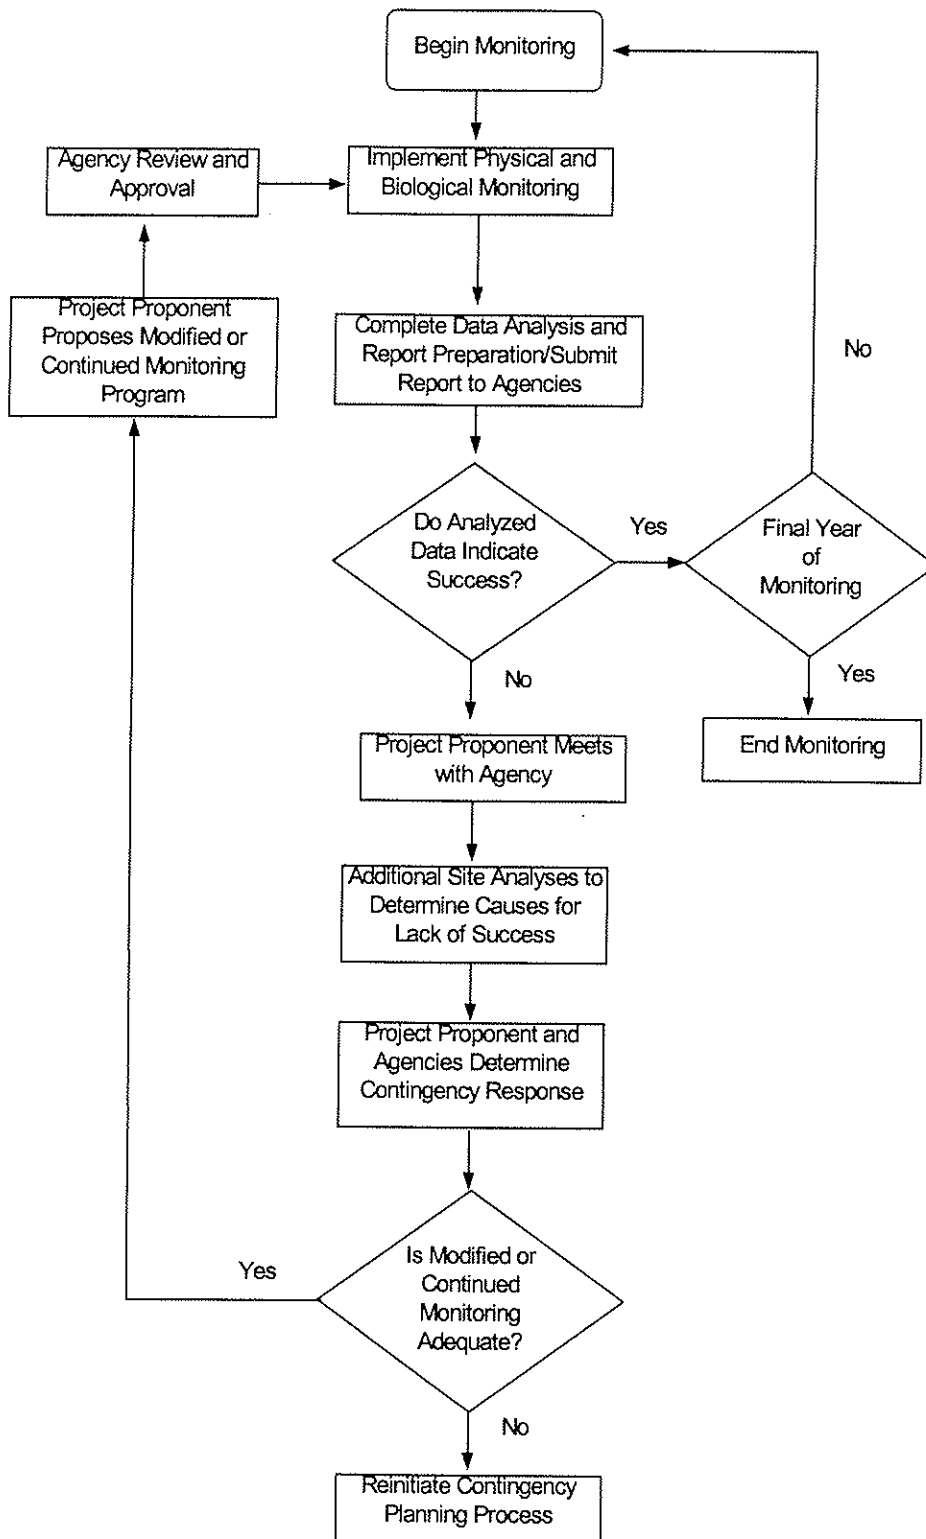 Begin Monitoring
Agency Review and
Approval
Implement Physical and
Biological Monitoring
Project Proponent
Proposes Modified or
Continued Monitoring
Program
Complete Data Analysis and
Report Preparation/Submit
Report to Agencies
No
Do Analyzed
Data Indicate
Success?
Yes
Final Year
of
Monitoring
No
Yes
Project Proponent Meets
with Agency
End Monitoring
Additional Site Analyses to
Determine Causes for
Lack of Success
Project Proponent and
Agencies Determine
Contingency Response
Yes
Is Modified or
Continued
Monitoring
Adequate?
No
Reinitiate Contingency
Planning Process